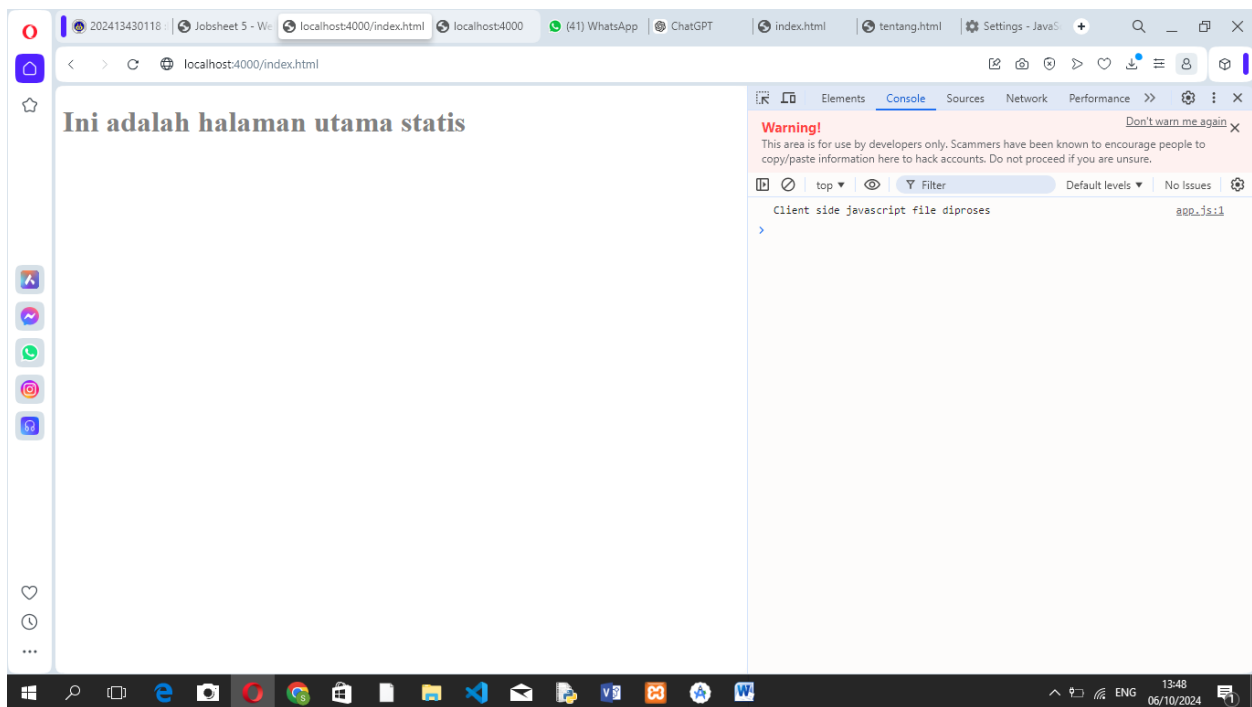 202413430118 :
Jobsheet 5 - We
localhost:4000/index.html
localhost:4000
(41) WhatsApp
ChatGPT
index.html
tentang.html
Settings - JavaS
localhost:4000/index.html
Ini adalah halaman utama statis
Elements Console Sources Network Performance
Don't warn me again
Warning!
This area is for use by developers only. Scammers have been known to encourage people to
copy/paste information here to hack accounts. Do not proceed if you are unsure.
top ▼ Filter Default levels ▼ No Issues
Client side javascript file diproses app.js:1
ENG
13:48
06/10/2024